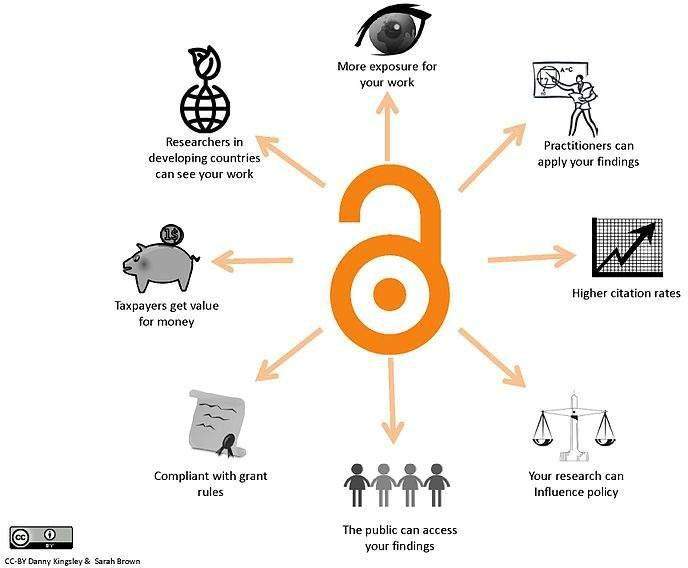 More exposure for
your work
Researchers in
developing countries
can see your work
Practitioners can
apply your findings
Taxpayers get value
for money
Higher citation rates
Compliant with grant
rules
Your research can
Influence policy
The public can access
your findings
cc
BY
CC-BY Danny Kingsley & Sarah Brown